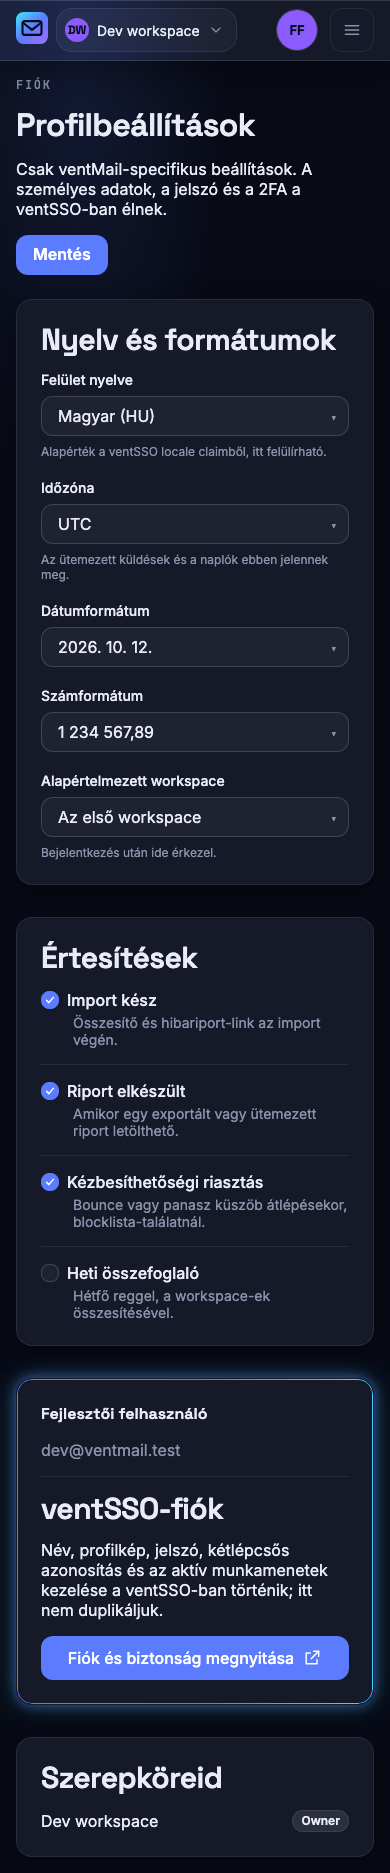 DW Dev workspace FF
FIÓK
Profilbeállítások
Csak ventMail-specifikus beállítások. A
személyes adatok, a jelszó és a 2FA a
ventSSO-ban élnek.
Mentés
Nyelv és formátumok
Felület nyelve
Magyar (HU)
Alapérték a ventSSO locale claimből, itt felülírható.
Időzóna
UTC
Az ütemezett küldések és a naplók ebben jelennek
meg.
Dátumformátum
2026. 10. 12.
Számformátum
1 234 567,89
Alapértelmezett workspace
Az első workspace
Bejelentkezés után ide érkezel.
Értesítések
Import kész
Összesítő és hibariport-link az import
végén.
Riport elkészült
Amikor egy exportált vagy ütemezett
riport letölthető.
Kézbesíthetőségi riasztás
Bounce vagy panasz küszöb átlépésekor,
blocklista-találatnál.
Heti összefoglaló
Hétfő reggel, a workspace-ek
összesítésével.
Fejlesztői felhasználó
dev@ventmail.test
ventSSO-fiók
Név, profilkép, jelszó, kétlépcsős
azonosítás és az aktív munkamenetek
kezelése a ventSSO-ban történik; itt
nem duplikáljuk.
Fiók és biztonság megnyitása
Szerepköreid
Dev workspace Owner